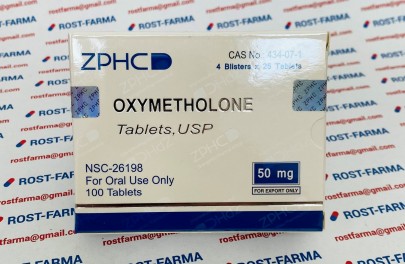 ZPHC
CAS No. 434-07-1
4 Blisters x 25 Tablets
OXYMETHOLONE
Tablets,USP
NSC-26198
For Oral Use Only
100 Tablets
50 mg
FOR EXPORT ONLY
ROST-FARMA
rostfarma@gmail.com